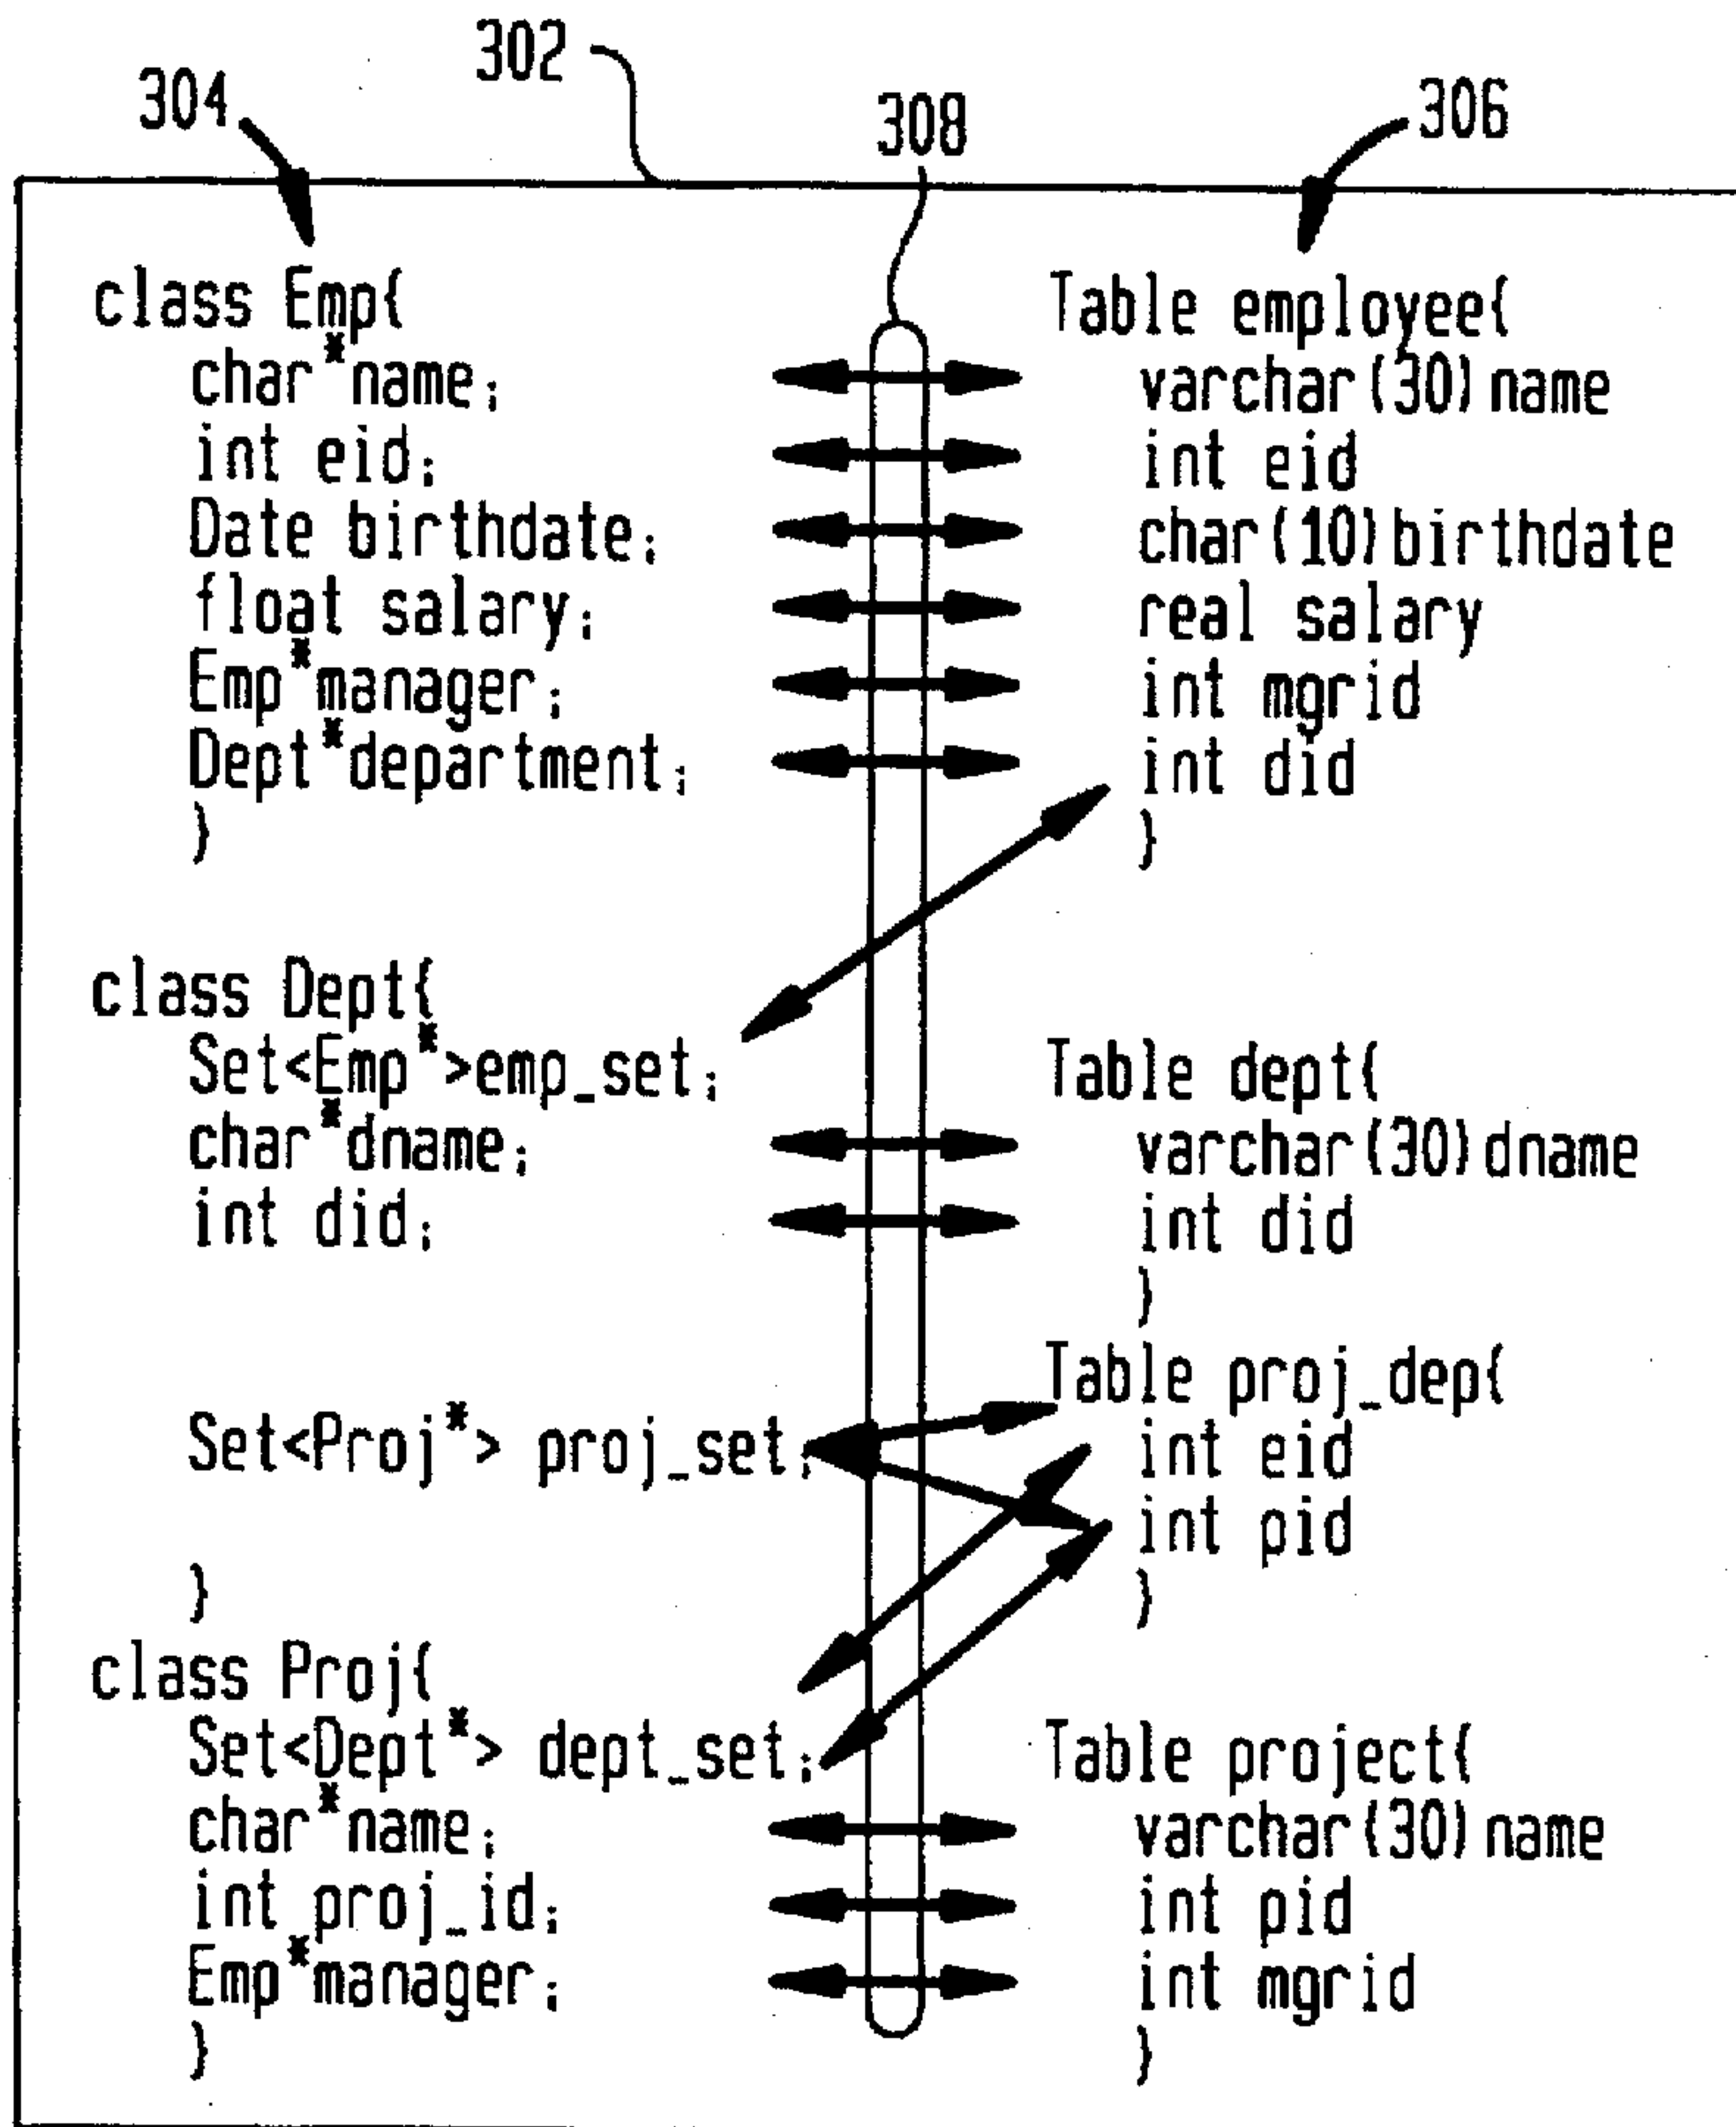 302
304
308
306
class Emp{
char*name;
int eid;
Date birthdate;
float salary;
Emp*manager;
Dept*department;
}
class Dept{
Set<Emp*>emp_set;
char*dname;
int did;
Set<Proj*> proj_set;
}
class Proj{
Set<Dept*> dept_set;
char*name;
int proj_id;
Emp*manager;
}
Table employee{
varchar(30)name
int eid
char(10)birthdate
real salary
int mgrid
int did
}
Table dept{
varchar(30)dname
int did
}
Table proj_dep{
int eid
int pid
}
Table project{
varchar(30)name
int pid
int mgrid
}